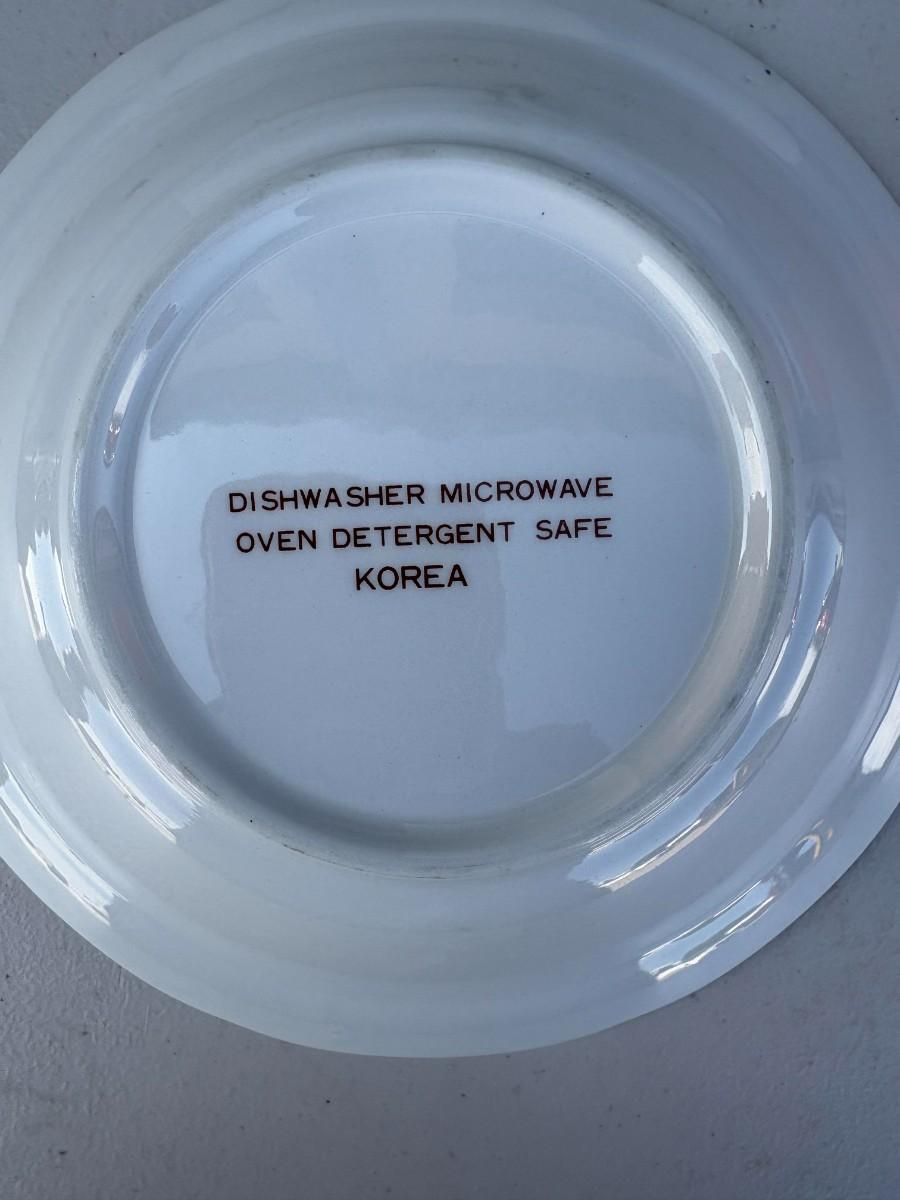 DISHWASHER MICROWAVE
OVEN DETERGENT SAFE
KOREA